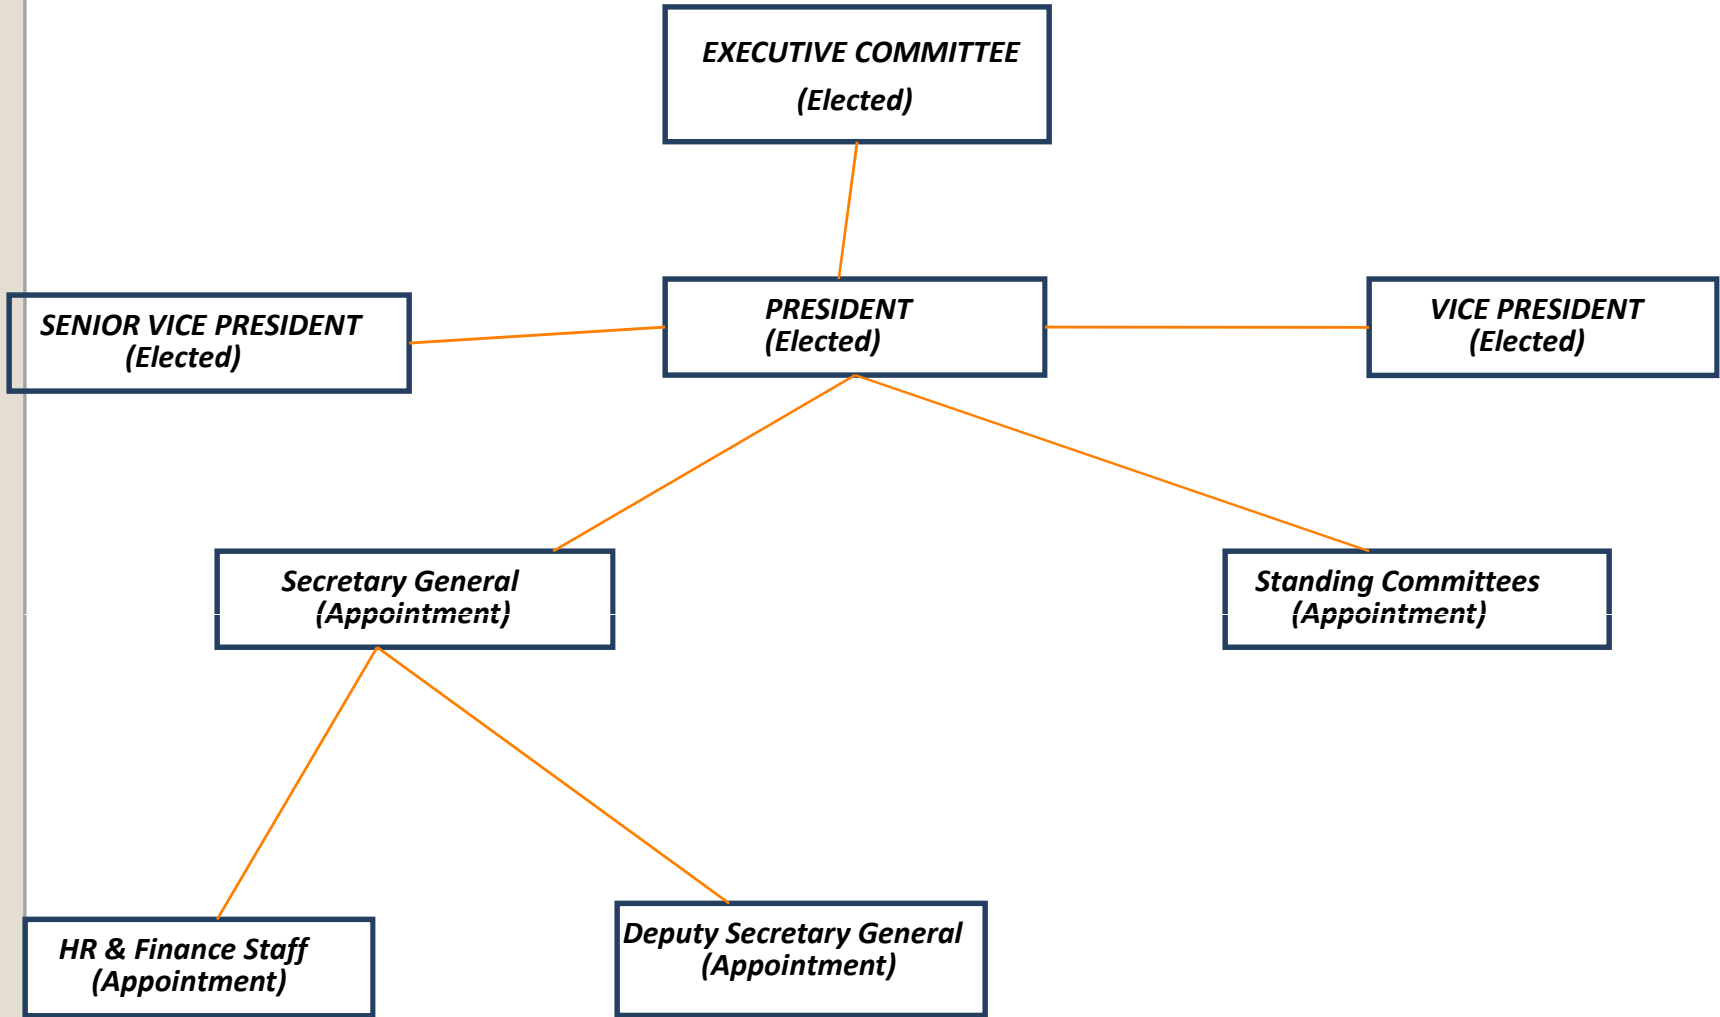 EXECUTIVE COMMITTEE
(Elected)
SENIOR VICE PRESIDENT
(Elected)
PRESIDENT
(Elected)
VICE PRESIDENT
(Elected)
Secretary General
(Appointment)
Standing Committees
(Appointment)
HR & Finance Staff
(Appointment)
Deputy Secretary General
(Appointment)